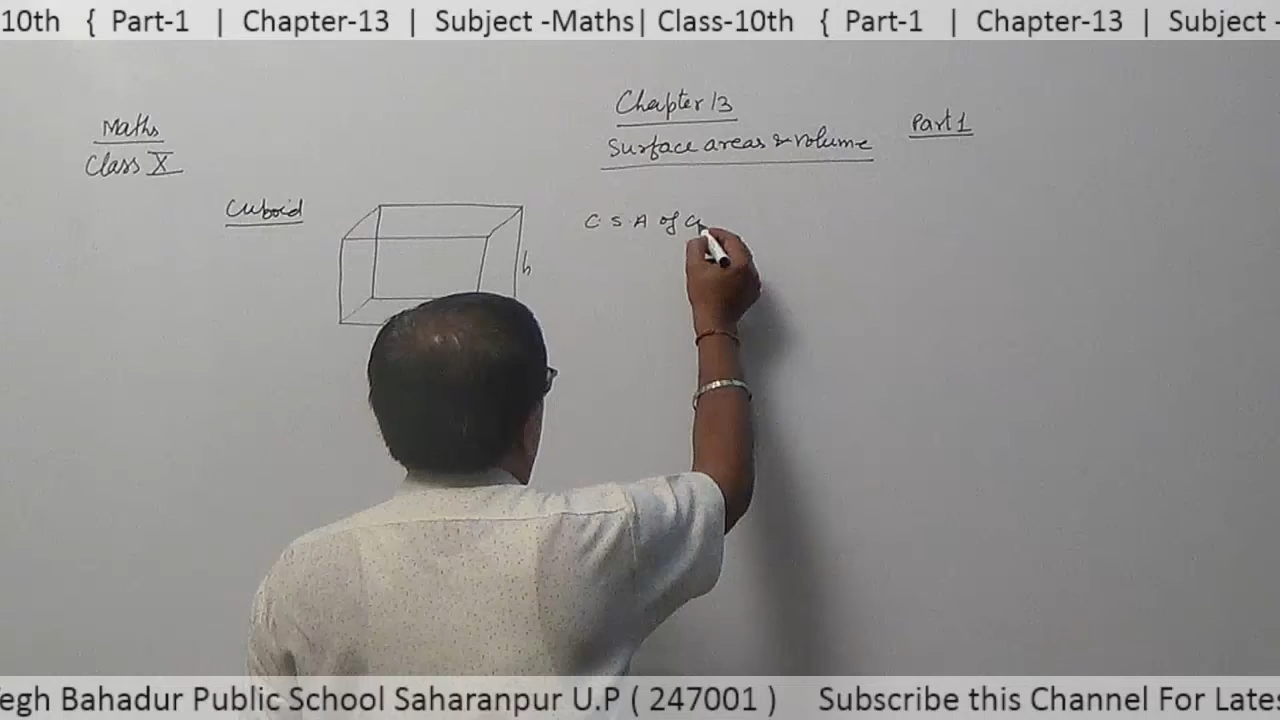 10th { Part-1 | Chapter-13 | Subject -Maths| Class-10th { Part-1 | Chapter-13 | Subject -
Chapter 13
Maths
Part 1
Surface areas & Volume
Class X
Cuboid
C S A of C
h
egh Bahadur Public School Saharanpur U.P ( 247001 ) Subscribe this Channel For Lates